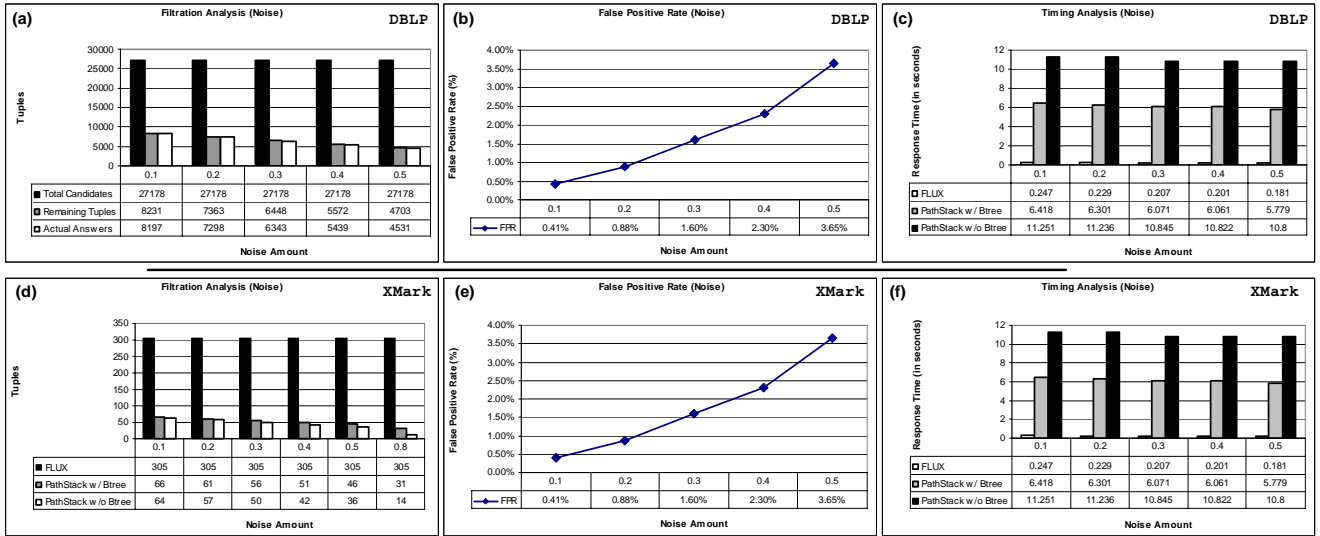 (a) Filtration Analysis (Noise) DBLP
Tuples
30000
25000
20000
15000
10000
5000
0
0.1 0.2 0.3 0.4 0.5
Total Candidates 27178 27178 27178 27178 27178
Remaining Tuples 8231 7363 6448 5572 4703
Actual Answers 8197 7298 6343 5439 4531
Noise Amount
(b) False Positive Rate (Noise) DBLP
False Positive Rate (%)
4.00%
3.50%
3.00%
2.50%
2.00%
1.50%
1.00%
0.50%
0.00%
0.1 0.2 0.3 0.4 0.5
FPR 0.41% 0.88% 1.60% 2.30% 3.65%
Noise Amount
(c) Timing Analysis (Noise) DBLP
Response Time (in seconds)
12
10
8
6
4
2
0
0.1 0.2 0.3 0.4 0.5
FLUX 0.247 0.229 0.207 0.201 0.181
PathStack w/ Btree 6.418 6.301 6.071 6.061 5.779
PathStack w/o Btree 11.251 11.236 10.845 10.822 10.8
Noise Amount
(d) Filtration Analysis (Noise) XMark
Tuples
350
300
250
200
150
100
50
0
0.1 0.2 0.3 0.4 0.5 0.8
FLUX 305 305 305 305 305 305
PathStack w/ Btree 66 61 56 51 46 31
PathStack w/o Btree 64 57 50 42 36 14
Noise Amount
(e) False Positive Rate (Noise) XMark
False Positive Rate (%)
4.00%
3.50%
3.00%
2.50%
2.00%
1.50%
1.00%
0.50%
0.00%
0.1 0.2 0.3 0.4 0.5
FPR 0.41% 0.88% 1.60% 2.30% 3.65%
Noise Amount
(f) Timing Analysis (Noise) XMark
Response Time (in seconds)
12
10
8
6
4
2
0
0.1 0.2 0.3 0.4 0.5
FLUX 0.247 0.229 0.207 0.201 0.181
PathStack w/ Btree 6.418 6.301 6.071 6.061 5.779
PathStack w/o Btree 11.251 11.236 10.845 10.822 10.8
Noise Amount